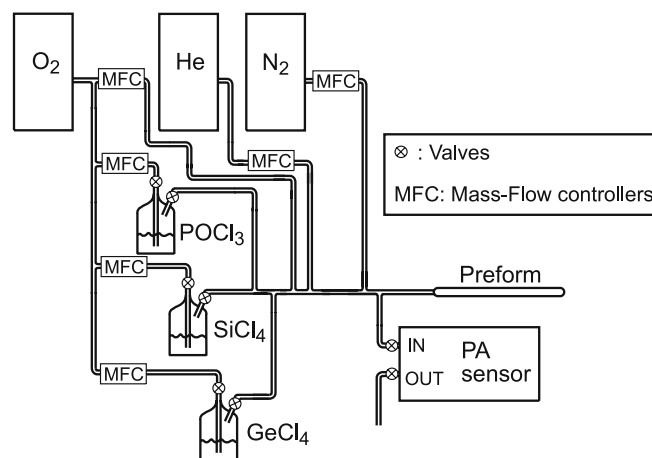 O2
He
N2
MFC
MFC
MFC
MFC
⊗ : Valves
MFC: Mass-Flow controllers
POCl3
MFC
SiCl4
Preform
IN
PA
sensor
OUT
MFC
GeCl4